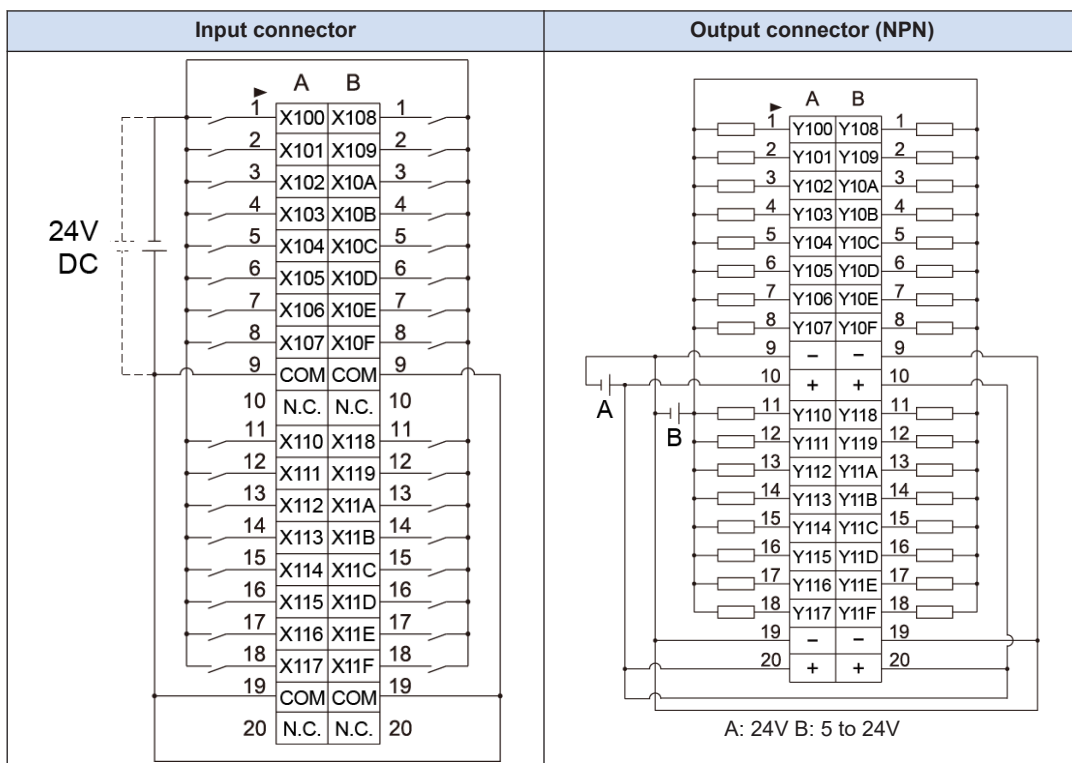 Input connector
Output connector (NPN)
A B
1 X100 X108 1
2 X101 X109 2
3 X102 X10A 3
4 X103 X10B 4
5 X104 X10C 5
6 X105 X10D 6
7 X106 X10E 7
8 X107 X10F 8
9 COM COM 9
10 N.C. N.C. 10
11 X110 X118 11
12 X111 X119 12
13 X112 X11A 13
14 X113 X11B 14
15 X114 X11C 15
16 X115 X11D 16
17 X116 X11E 17
18 X117 X11F 18
19 COM COM 19
20 N.C. N.C. 20
24V
DC
A B
1 Y100 Y108 1
2 Y101 Y109 2
3 Y102 Y10A 3
4 Y103 Y10B 4
5 Y104 Y10C 5
6 Y105 Y10D 6
7 Y106 Y10E 7
8 Y107 Y10F 8
9 − − 9
10 + + 10
11 Y110 Y118 11
12 Y111 Y119 12
13 Y112 Y11A 13
14 Y113 Y11B 14
15 Y114 Y11C 15
16 Y115 Y11D 16
17 Y116 Y11E 17
18 Y117 Y11F 18
19 − − 19
20 + + 20
A
B
A: 24V B: 5 to 24V